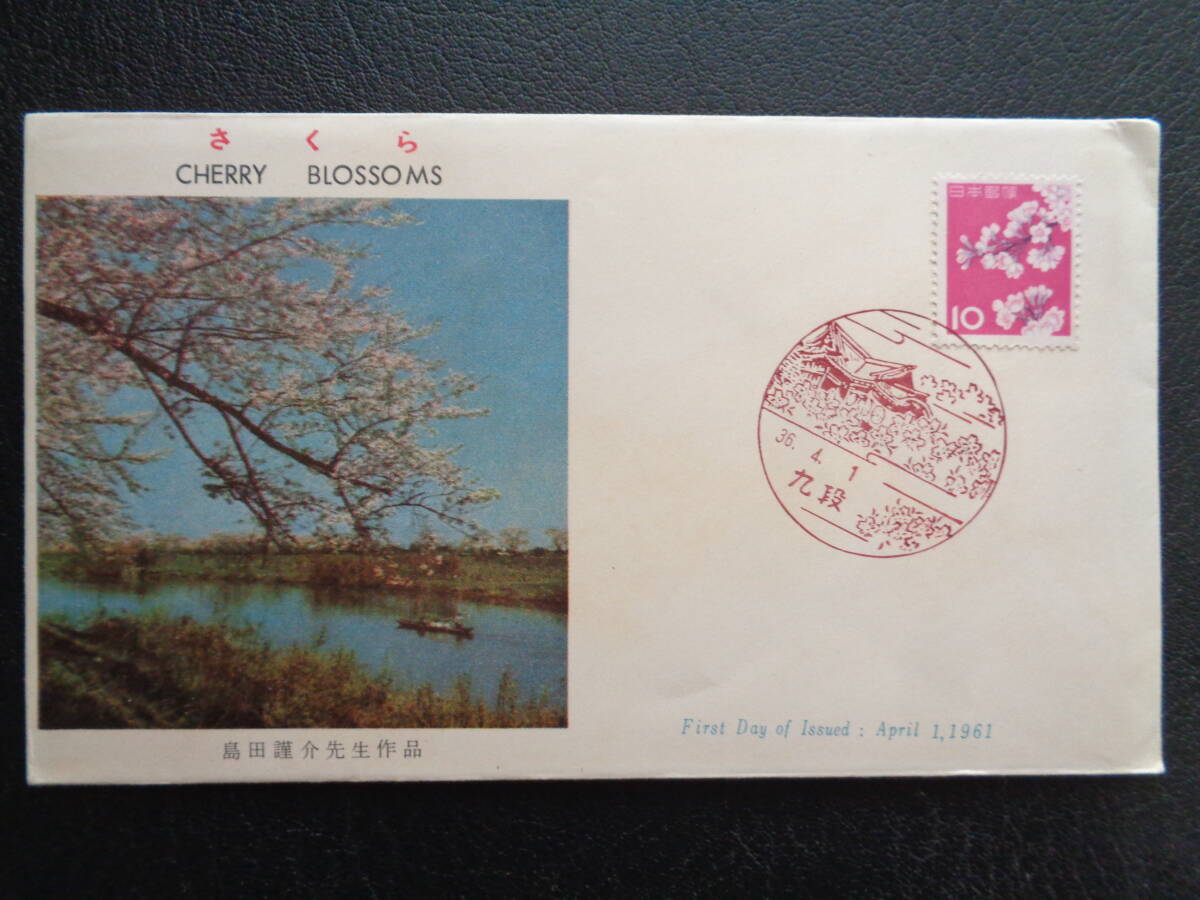 さくら
CHERRY BLOSSOMS
日本郵便
10
36. 4. 1
九段
島田謹介先生作品
First Day of Issued : April 1,1961